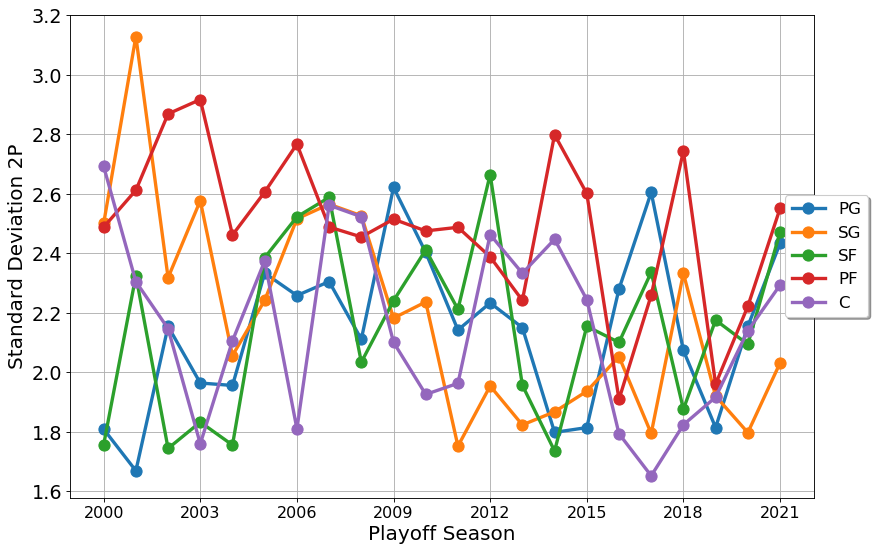 3.2
3.0
2.8
2.6
2.4
2.2
2.0
1.8
1.6
Standard Deviation 2P
PG
SG
SF
PF
C
2000 2003 2006 2009 2012 2015 2018 2021
Playoff Season